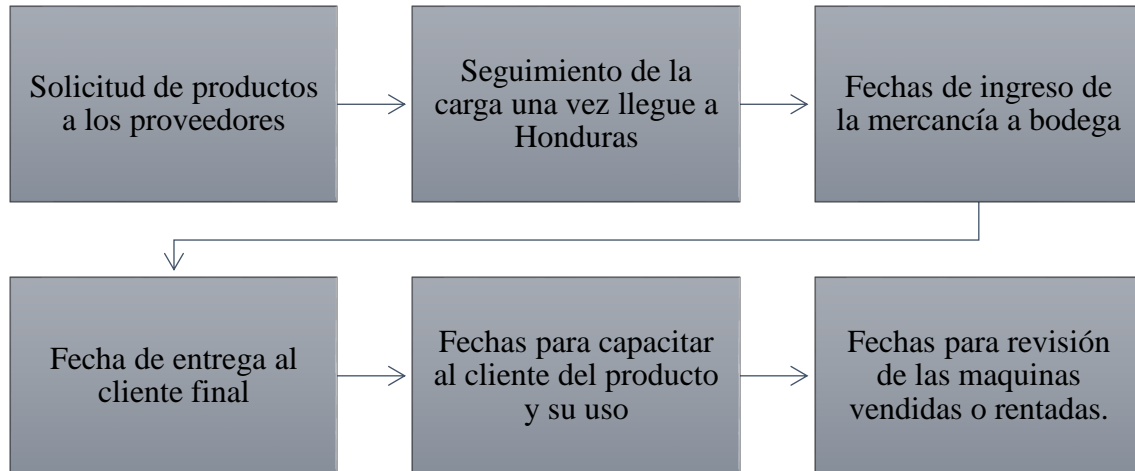 Solicitud de productos
a los proveedores
Seguimiento de la
carga una vez llegue a
Honduras
Fechas de ingreso de
la mercancía a bodega
Fecha de entrega al
cliente final
Fechas para capacitar
al cliente del producto
y su uso
Fechas para revisión
de las maquinas
vendidas o rentadas.